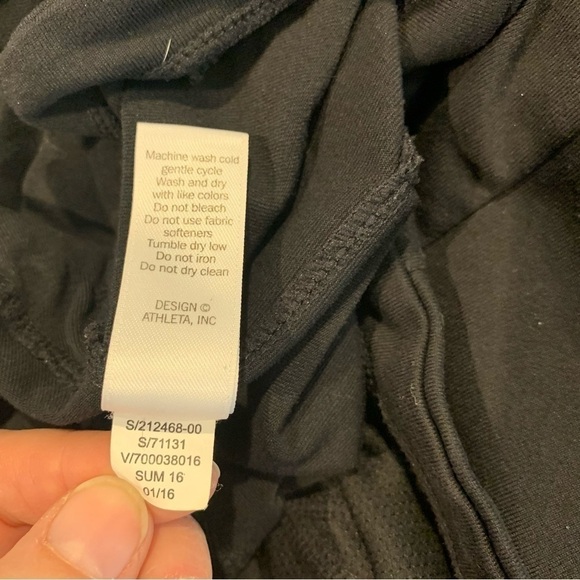 Machine wash cold
gentle cycle
Wash and dry
with like colors
Do not bleach
Do not use fabric
softeners
Tumble dry low
Do not iron
Do not dry clean
DESIGN ©
ATHLETA, INC
S/212468-00
S/71131
V/700038016
SUM 16
01/16